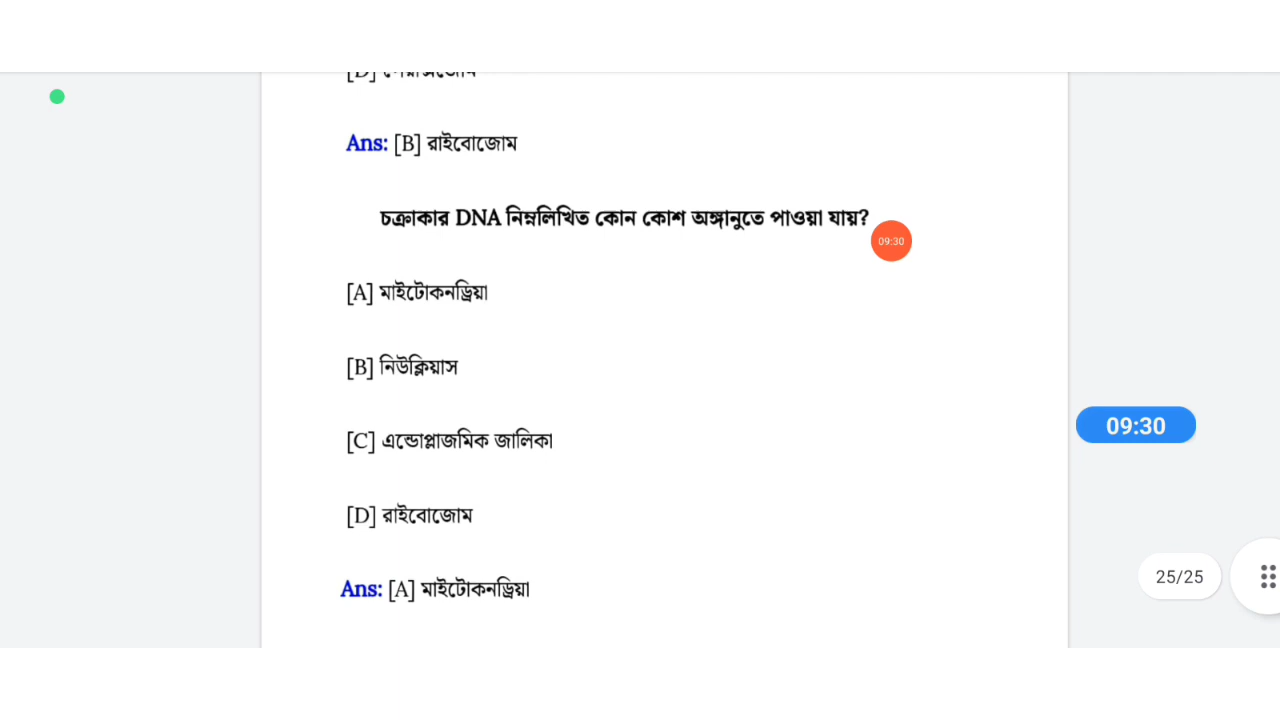 Ans: [B] রাইবোজোম
চক্রাকার DNA নিম্নলিখিত কোন কোশ অঙ্গানুতে পাওয়া যায়?
09:30
[A] মাইটোকনড্রিয়া
[B] নিউক্লিয়াস
09:30
[C] এন্ডোপ্লাজমিক জালিকা
[D] রাইবোজোম
25/25
Ans: [A] মাইটোকনড্রিয়া